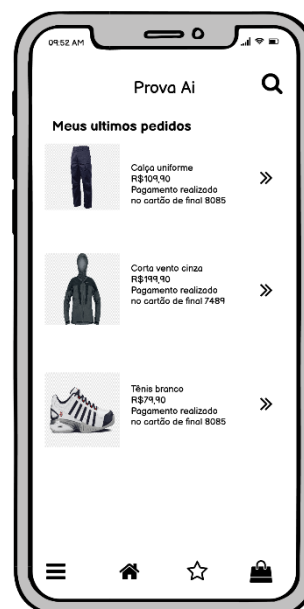 09:52 AM
Prova Ai
Meus ultimos pedidos
Calça uniforme
R$109,90
Pagamento realizado
no cartão de final 8085
Corta vento cinza
R$199,90
Pagamento realizado
no cartão de final 7489
Tênis branco
R$79,90
Pagamento realizado
no cartão de final 8085